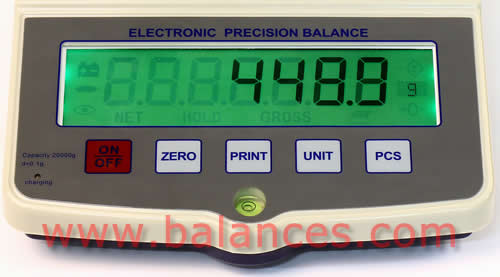 ELECTRONIC PRECISION BALANCE
448.8 g
NET HOLD GROSS
ON/OFF ZERO PRINT UNIT PCS
Capacity 20000g
d=0.1g
charging
www.balances.com